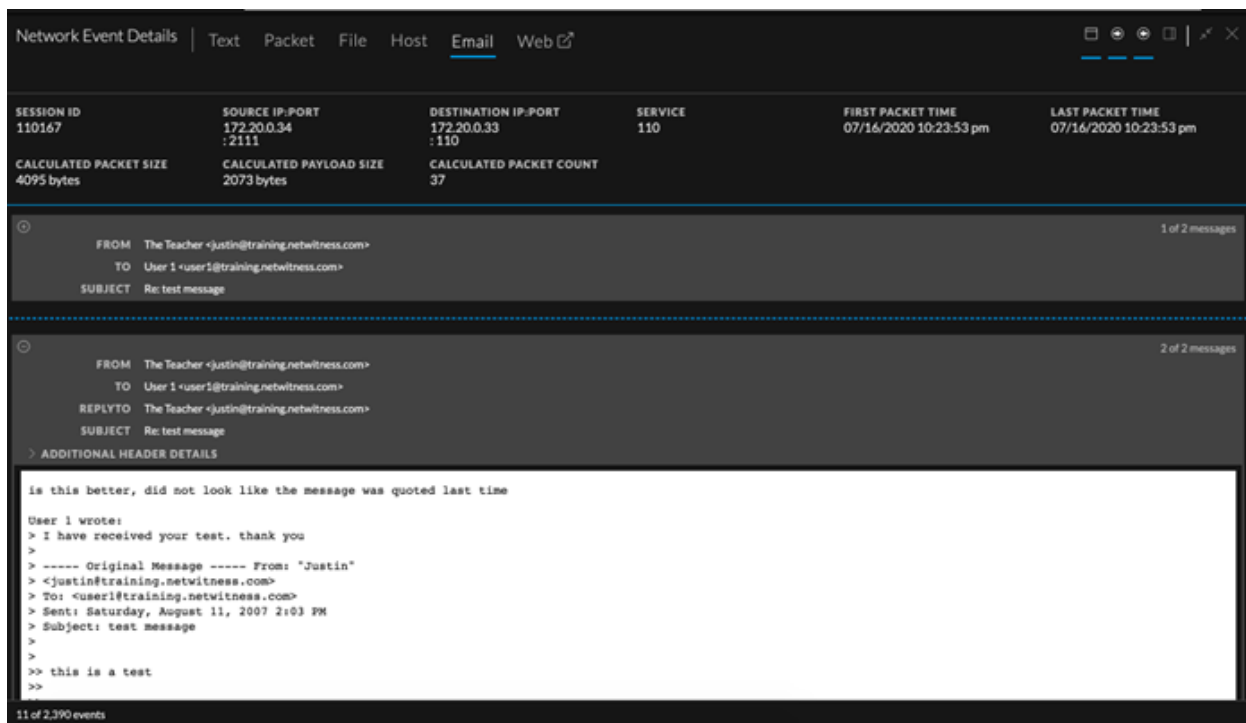 Network Event Details Text Packet File Host Email Web
SESSION ID SOURCE IP:PORT DESTINATION IP:PORT SERVICE FIRST PACKET TIME LAST PACKET TIME
110167 172.20.0.34 172.20.0.33 110 07/16/2020 10:23:53 pm 07/16/2020 10:23:53 pm
: 2111 : 110
CALCULATED PACKET SIZE CALCULATED PAYLOAD SIZE CALCULATED PACKET COUNT
4095 bytes 2073 bytes 37
1 of 2 messages
FROM The Teacher <justin@training.netwitness.com>
TO User 1 <user1@training.netwitness.com>
SUBJECT Re: test message
2 of 2 messages
FROM The Teacher <justin@training.netwitness.com>
TO User 1 <user1@training.netwitness.com>
REPLYTO The Teacher <justin@training.netwitness.com>
SUBJECT Re: test message
> ADDITIONAL HEADER DETAILS
is this better, did not look like the message was quoted last time
User 1 wrote:
> I have received your test. thank you
>
> ----- Original Message ----- From: "Justin"
> <justin@training.netwitness.com>
> To: <user1@training.netwitness.com>
> Sent: Saturday, August 11, 2007 2:03 PM
> Subject: test message
>
>
>> this is a test
>>
11 of 2,390 events